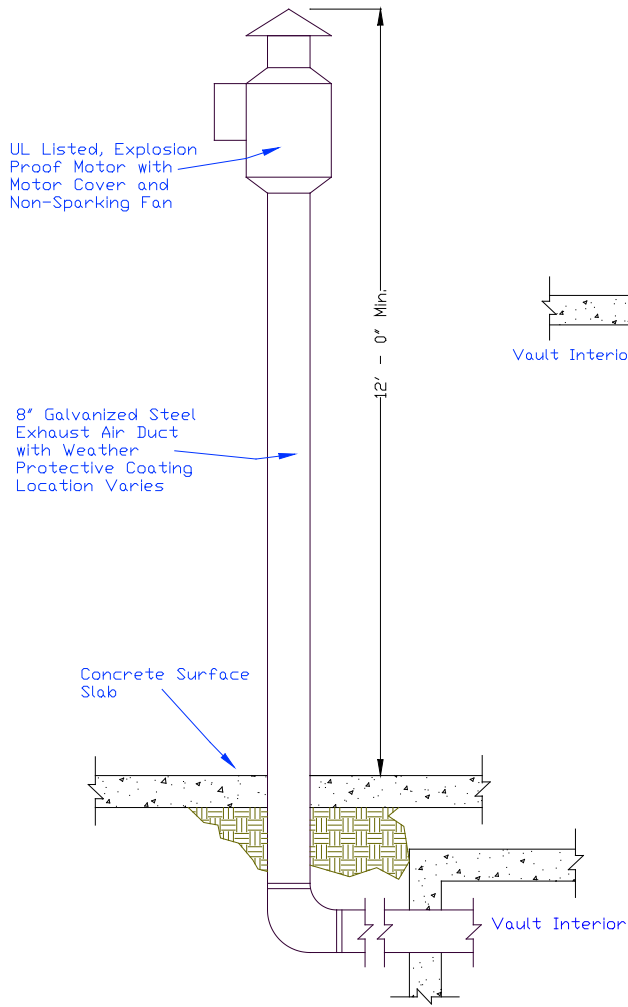 UL Listed, Explosion
Proof Motor with
Motor Cover and
Non-Sparking Fan
12' - 0" Min.
Vault Interio
8" Galvanized Steel
Exhaust Air Duct
with Weather
Protective Coating
Location Varies
Concrete Surface
Slab
Vault Interior